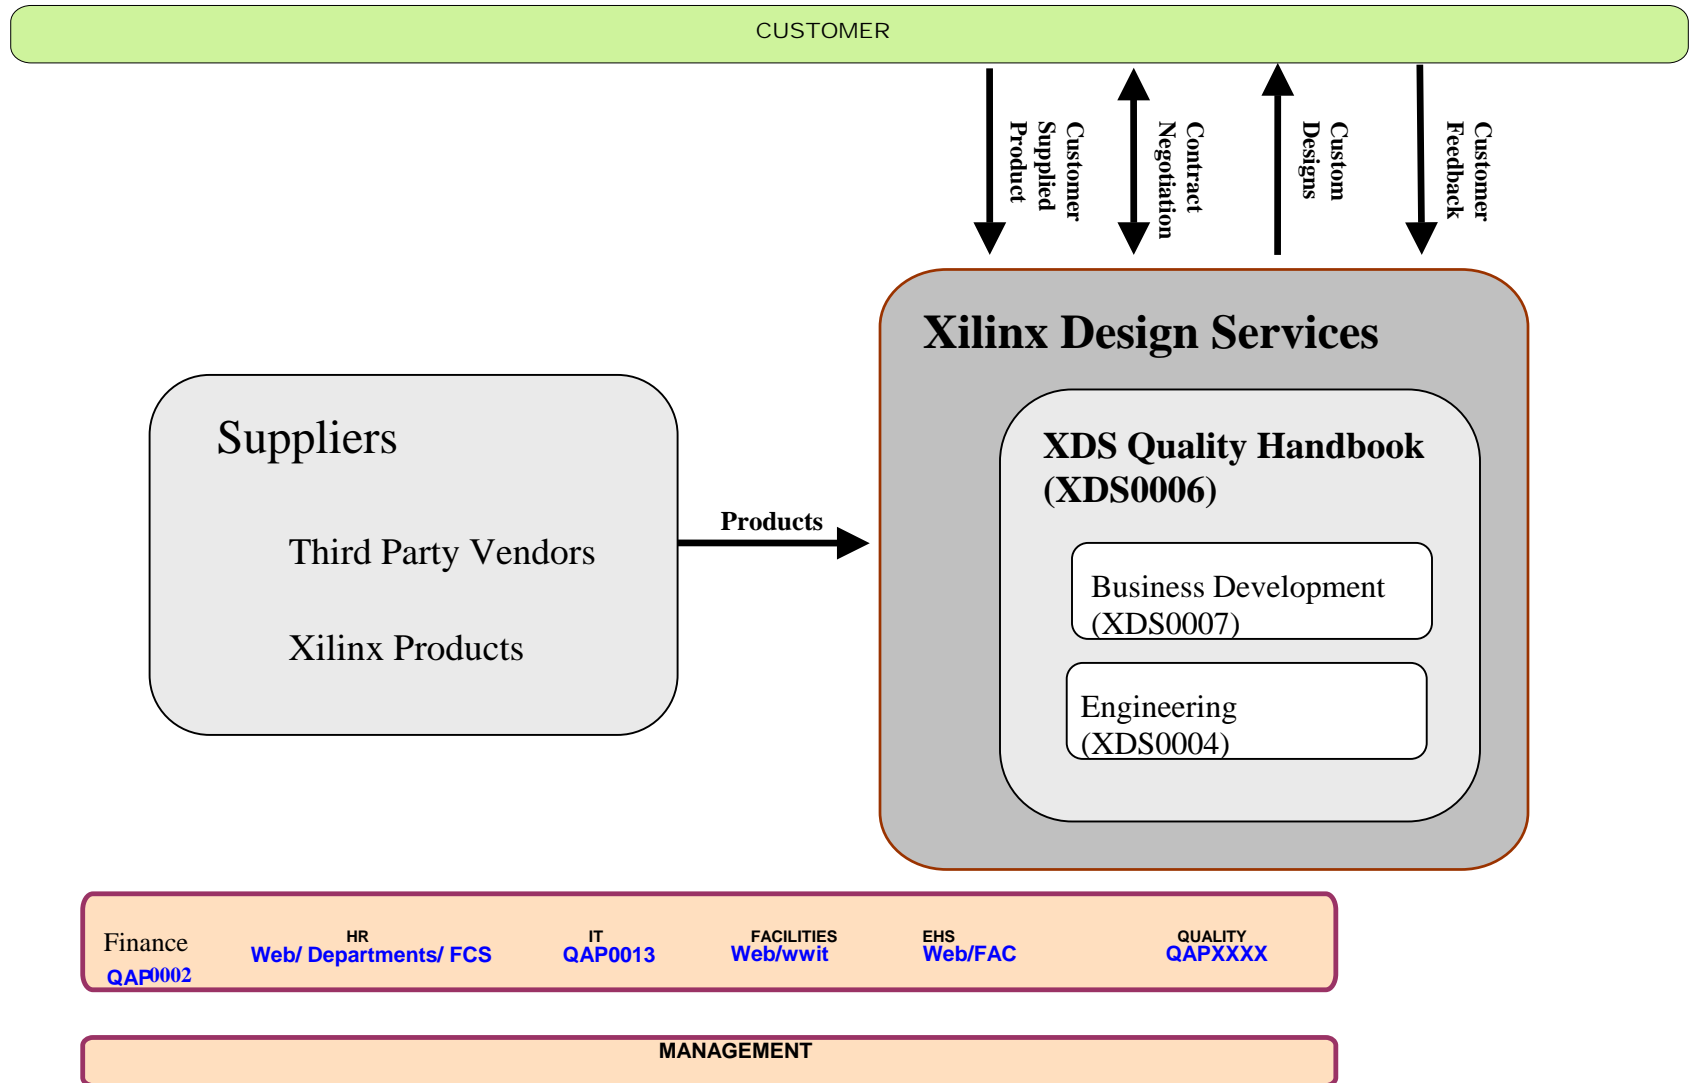 CUSTOMER
Customer
Supplied
Product
Contract
Negotiation
Custom
Designs
Customer
Feedback
Xilinx Design Services
XDS Quality Handbook
(XDS0006)
Business Development
(XDS0007)
Engineering
(XDS0004)
Suppliers
Third Party Vendors
Xilinx Products
Products
Finance
QAP0002
HR
Web/ Departments/ FCS
IT
QAP0013
FACILITIES
Web/wwit
EHS
Web/FAC
QUALITY
QAPXXXX
MANAGEMENT